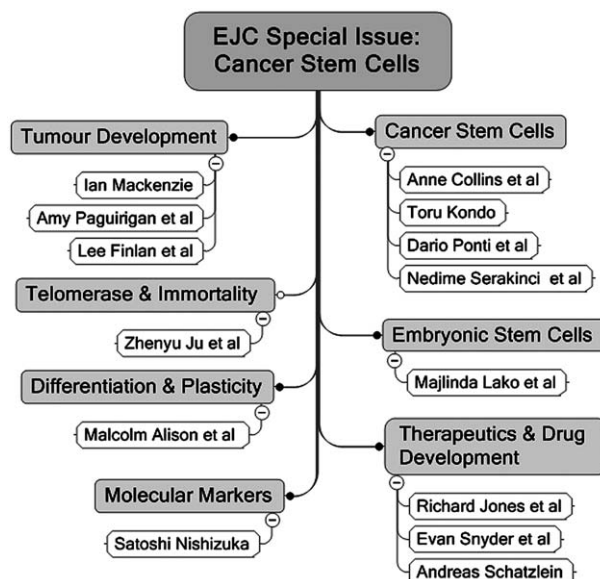 EJC Special Issue:
Cancer Stem Cells
Tumour Development
Ian Mackenzie
Amy Paguirigan et al
Lee Finlan et al
Telomerase & Immortality
Zhenyu Ju et al
Differentiation & Plasticity
Malcolm Alison et al
Molecular Markers
Satoshi Nishizuka
Cancer Stem Cells
Anne Collins et al
Toru Kondo
Dario Ponti et al
Nedime Serakinci et al
Embryonic Stem Cells
Majlinda Lako et al
Therapeutics & Drug
Development
Richard Jones et al
Evan Snyder et al
Andreas Schatzlein